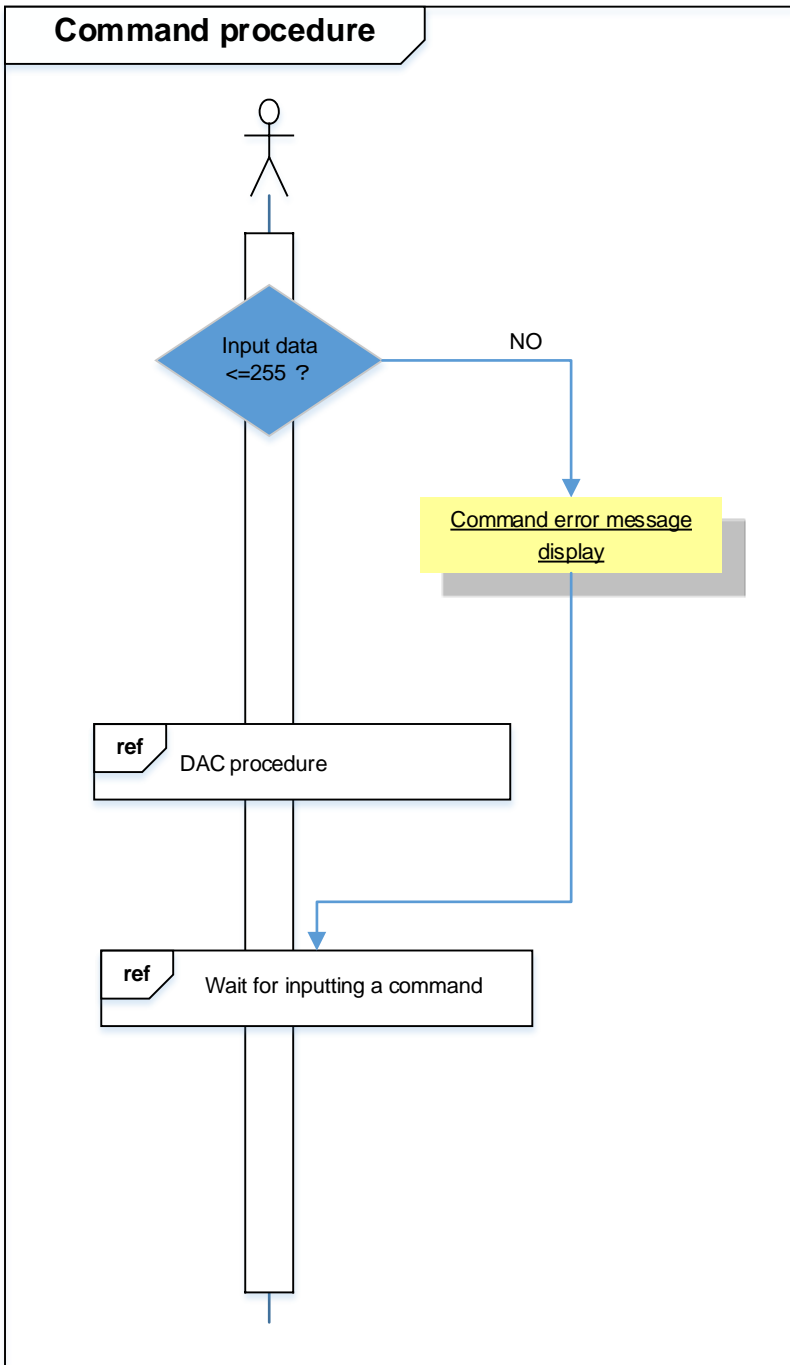 Command procedure
Input data
<=255 ？
NO
Command error message
display
ref
DAC procedure
ref
Wait for inputting a command